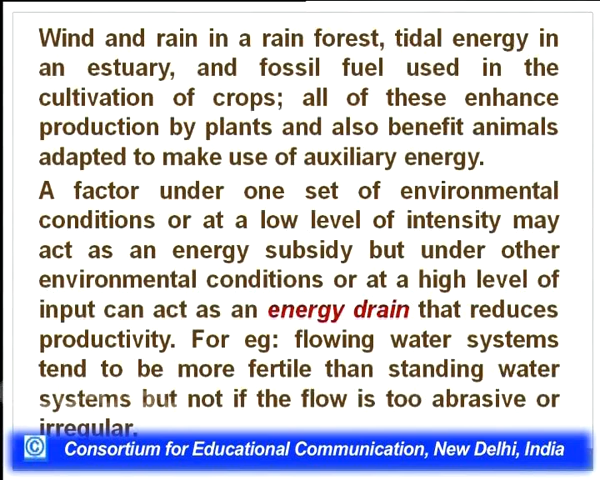 Wind and rain in a rain forest, tidal energy in
an estuary, and fossil fuel used in the
cultivation of crops; all of these enhance
production by plants and also benefit animals
adapted to make use of auxiliary energy.
A factor under one set of environmental
conditions or at a low level of intensity may
act as an energy subsidy but under other
environmental conditions or at a high level of
input can act as an energy drain that reduces
productivity. For eg: flowing water systems
tend to be more fertile than standing water
systems but not if the flow is too abrasive or
irregular.
© Consortium for Educational Communication, New Delhi, India